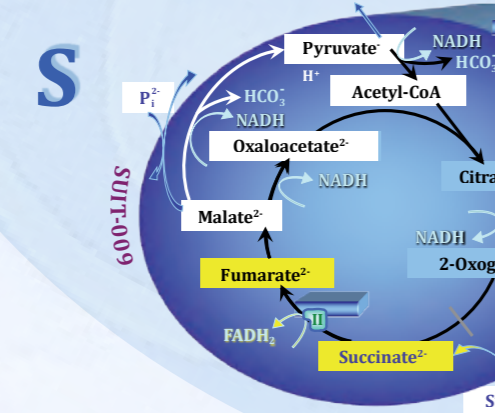 S
Pyruvate⁻
NADH
HCO₃⁻
H⁺
P i 2-
HCO₃⁻
Acetyl-CoA
NADH
Oxaloacetate²⁻
SUIT-009
NADH
Citra
Malate²⁻
NADH
2-Oxog
Fumarate²⁻
II
FADH₂
Succinate²⁻
S